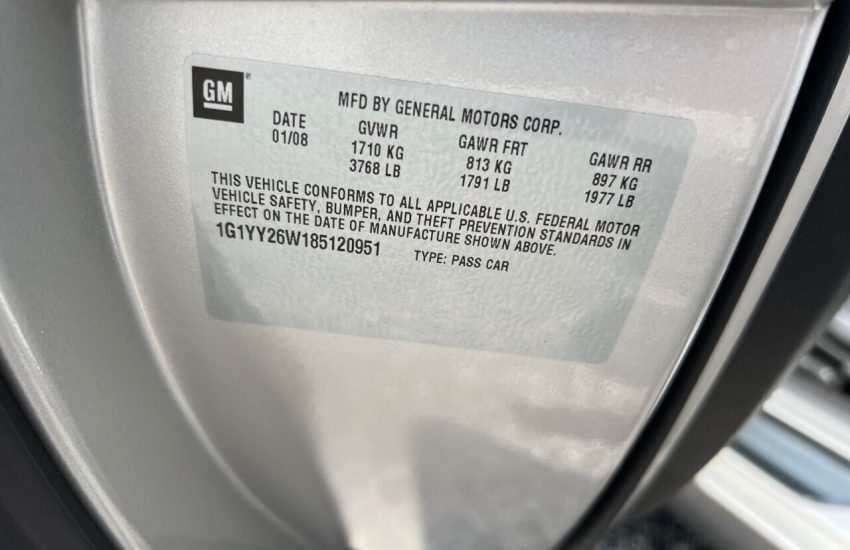 GM
MFD BY GENERAL MOTORS CORP.
DATE GVWR GAWR FRT GAWR RR
01/08 1710 KG 813 KG 897 KG
3768 LB 1791 LB 1977 LB
THIS VEHICLE CONFORMS TO ALL APPLICABLE U.S. FEDERAL MOTOR
VEHICLE SAFETY, BUMPER, AND THEFT PREVENTION STANDARDS IN
EFFECT ON THE DATE OF MANUFACTURE SHOWN ABOVE.
1G1YY26W185120951 TYPE: PASS CAR